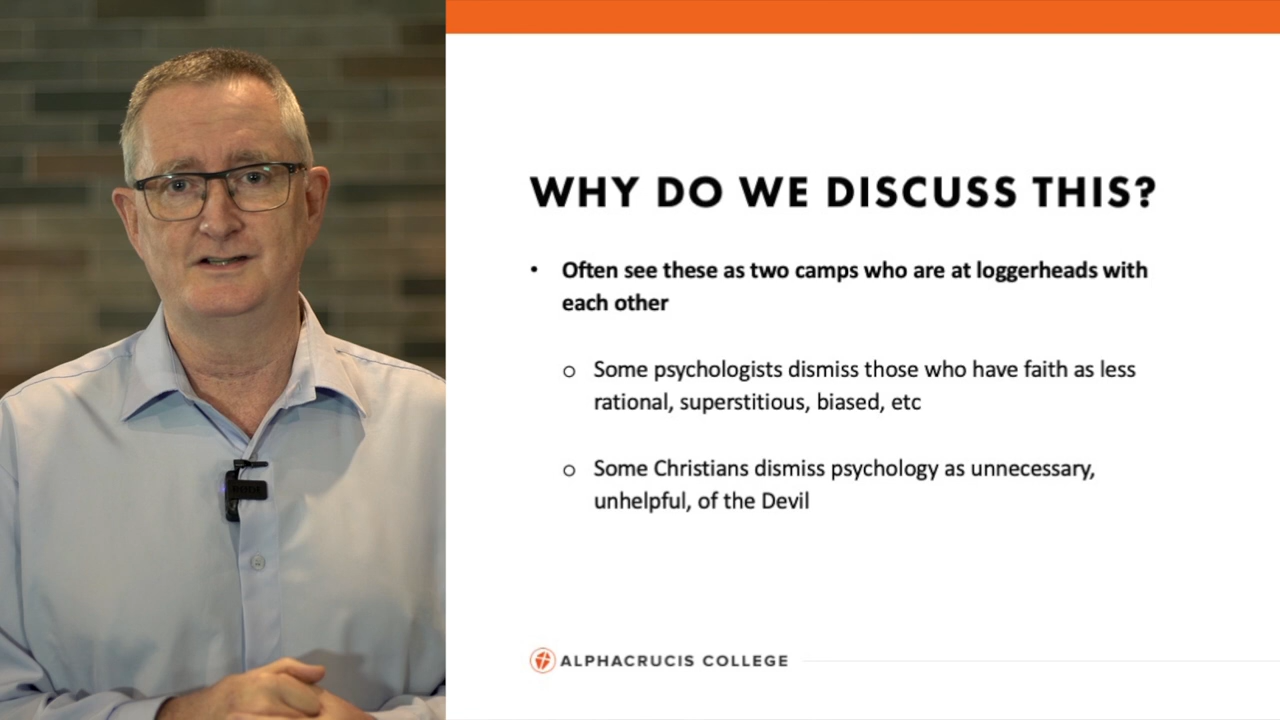 WHY DO WE DISCUSS THIS?
• Often see these as two camps who are at loggerheads with
each other
o Some psychologists dismiss those who have faith as less
rational, superstitious, biased, etc
o Some Christians dismiss psychology as unnecessary,
unhelpful, of the Devil
ALPHACRUCIS COLLEGE